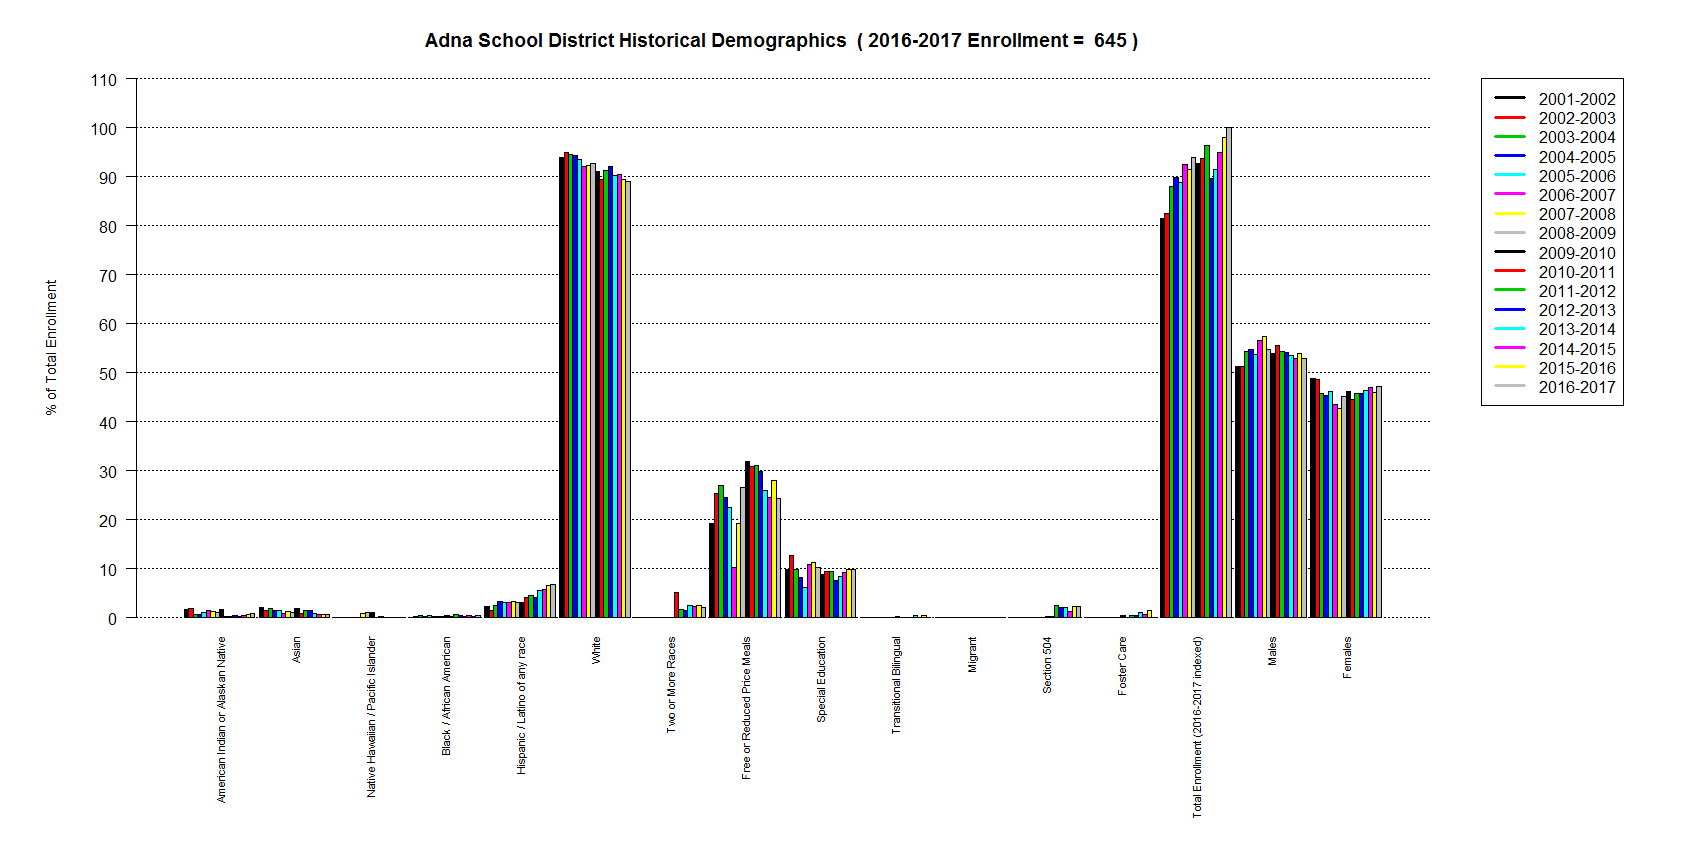 Adna School District Historical Demographics ( 2016-2017 Enrollment = 645 )
% of Total Enrollment
110
100
90
80
70
60
50
40
30
20
10
0
American Indian or Alaskan Native
Asian
Native Hawaiian / Pacific Islander
Black / African American
Hispanic / Latino of any race
White
Two or More Races
Free or Reduced Price Meals
Special Education
Transitional Bilingual
Migrant
Section 504
Foster Care
Total Enrollment (2016-2017 indexed)
Males
Females
2001-2002
2002-2003
2003-2004
2004-2005
2005-2006
2006-2007
2007-2008
2008-2009
2009-2010
2010-2011
2011-2012
2012-2013
2013-2014
2014-2015
2015-2016
2016-2017